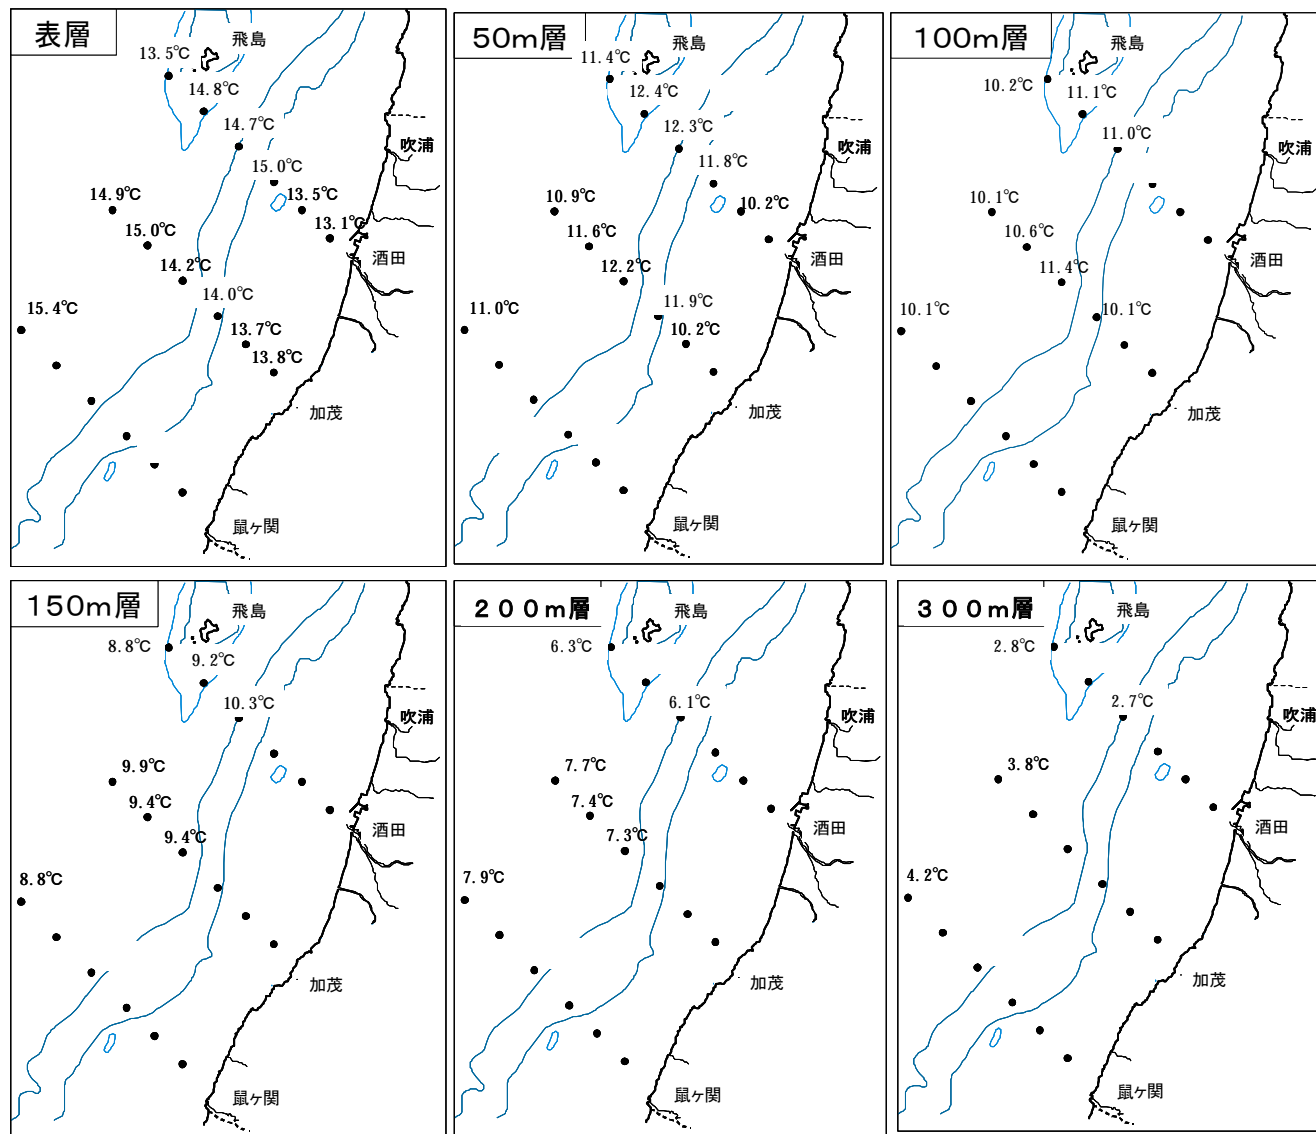 表層
飛島
13.5℃
14.8℃
14.7℃
吹浦
15.0℃
14.9℃
13.5℃
15.0℃
13.1℃
酒田
14.2℃
14.0℃
15.4℃
13.7℃
13.8℃
加茂
鼠ヶ関
50m層
飛島
11.4℃
12.4℃
12.3℃
吹浦
11.8℃
10.9℃
10.2℃
11.6℃
酒田
12.2℃
11.9℃
11.0℃
10.2℃
加茂
鼠ヶ関
100m層
飛島
10.2℃
11.1℃
11.0℃
吹浦
10.1℃
10.6℃
酒田
11.4℃
10.1℃
10.1℃
加茂
鼠ヶ関
150m層
飛島
8.8℃
9.2℃
10.3℃
吹浦
9.9℃
9.4℃
酒田
9.4℃
8.8℃
加茂
鼠ヶ関
200m層
飛島
6.3℃
6.1℃
吹浦
7.7℃
7.4℃
酒田
7.3℃
7.9℃
加茂
鼠ヶ関
300m層
飛島
2.8℃
2.7℃
吹浦
3.8℃
酒田
4.2℃
加茂
鼠ヶ関